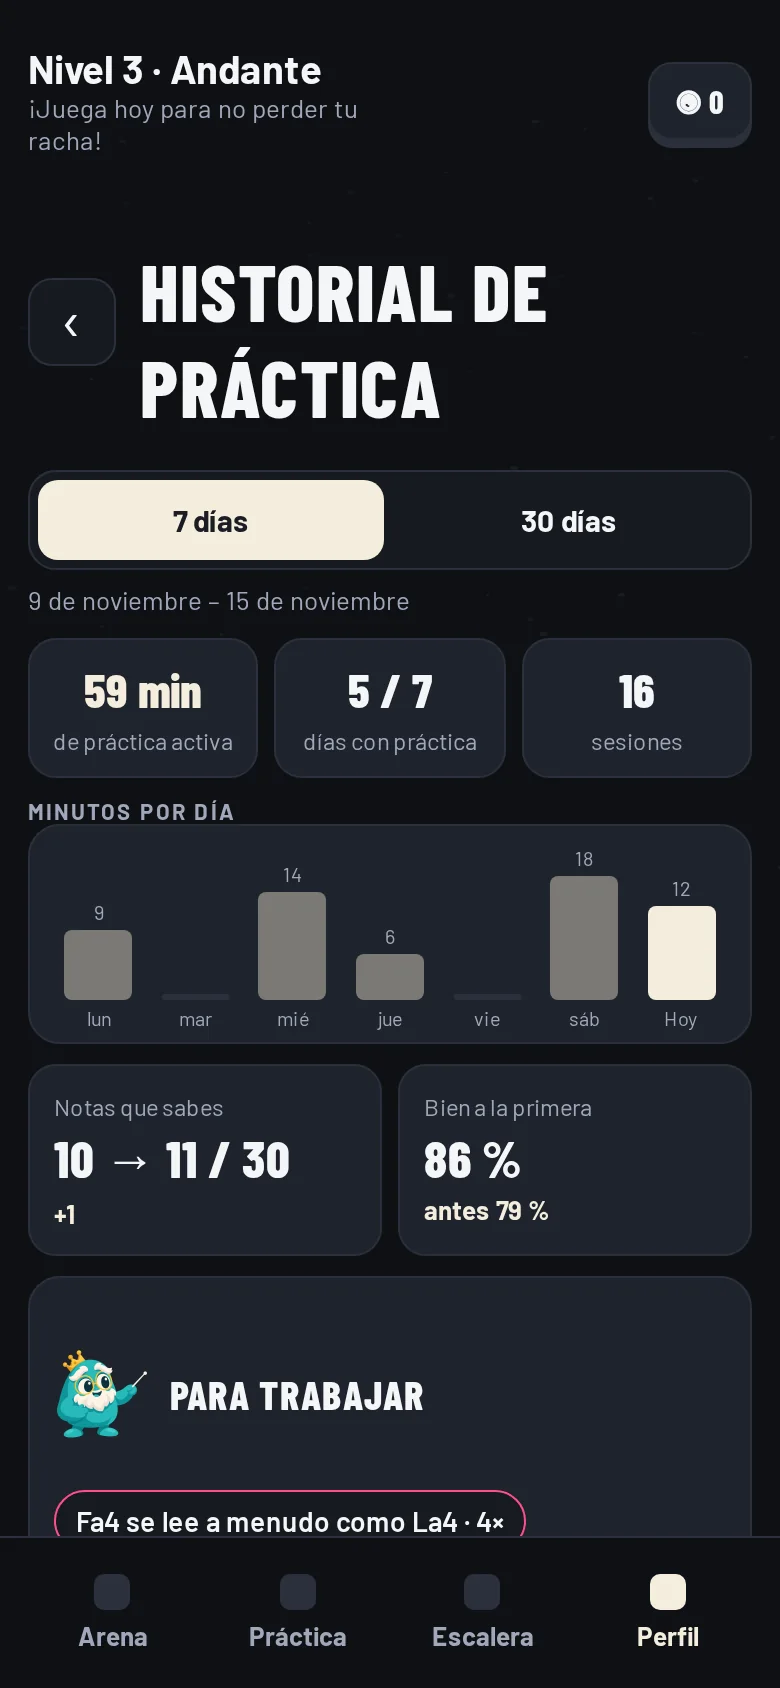 Nivel 3 · Andante
¡Juega hoy para no perder tu
racha!
0
‹
HISTORIAL DE
PRÁCTICA
7 días
30 días
9 de noviembre – 15 de noviembre
59 min
de práctica activa
5 / 7
días con práctica
16
sesiones
MINUTOS POR DÍA
9
14
6
18
12
lun
mar
mié
jue
vie
sáb
Hoy
Notas que sabes
10 → 11 / 30
+1
Bien a la primera
86 %
antes 79 %
PARA TRABAJAR
Fa4 se lee a menudo como La4 · 4×
Arena
Práctica
Escalera
Perfil